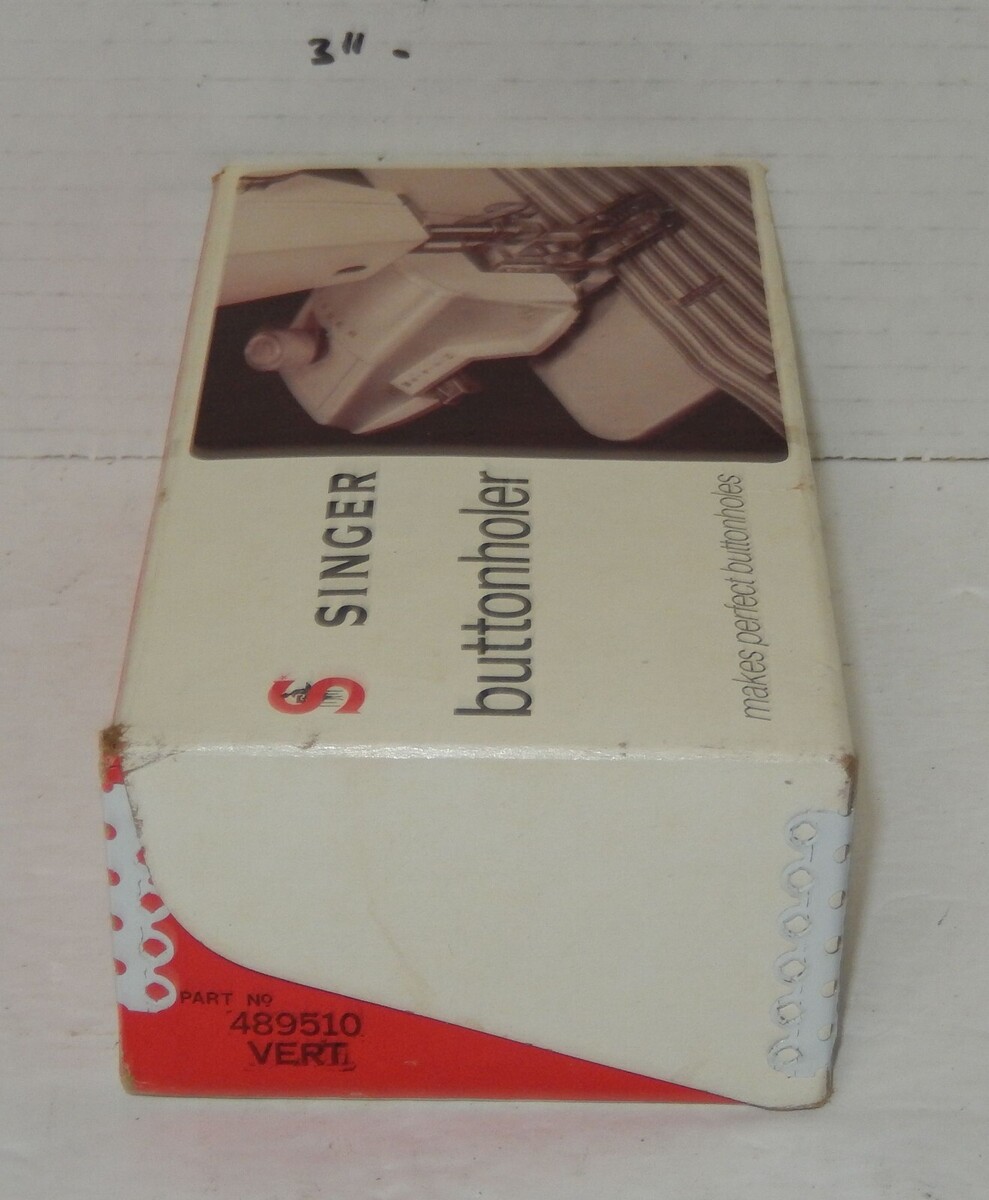 3" -
SINGER
buttonholer
makes perfect buttonholes
PART Nº
489510
VERT.